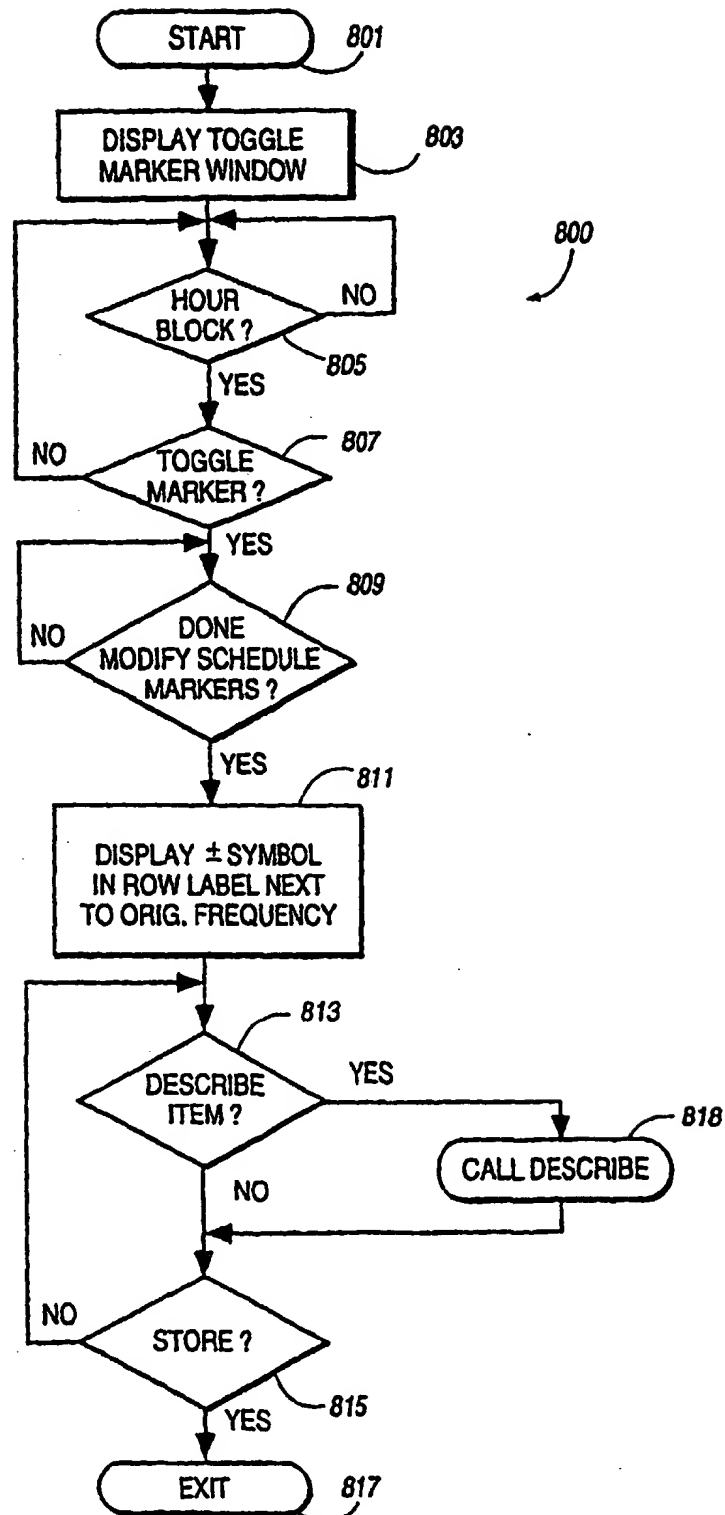 START
801
DISPLAY TOGGLE
MARKER WINDOW
803
800
HOUR
BLOCK ?
NO
805
YES
807
NO
TOGGLE
MARKER ?
YES
809
NO
DONE
MODIFY SCHEDULE
MARKERS ?
YES
811
DISPLAY ± SYMBOL
IN ROW LABEL NEXT
TO ORIG. FREQUENCY
813
DESCRIBE
ITEM ?
YES
818
CALL DESCRIBE
NO
NO
STORE ?
815
YES
EXIT
817